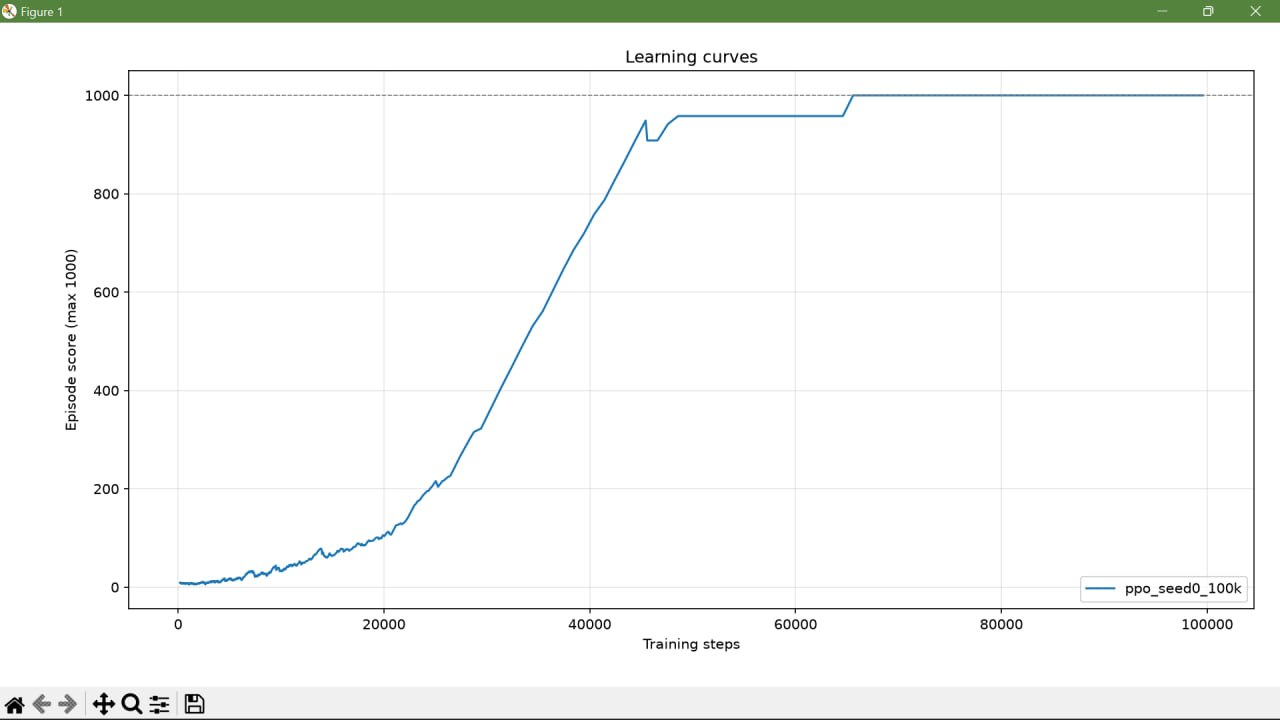 Figure 1
Learning curves
Episode score (max 1000)
1000
800
600
400
200
0
0 20000 40000 60000 80000 100000
Training steps
ppo_seed0_100k